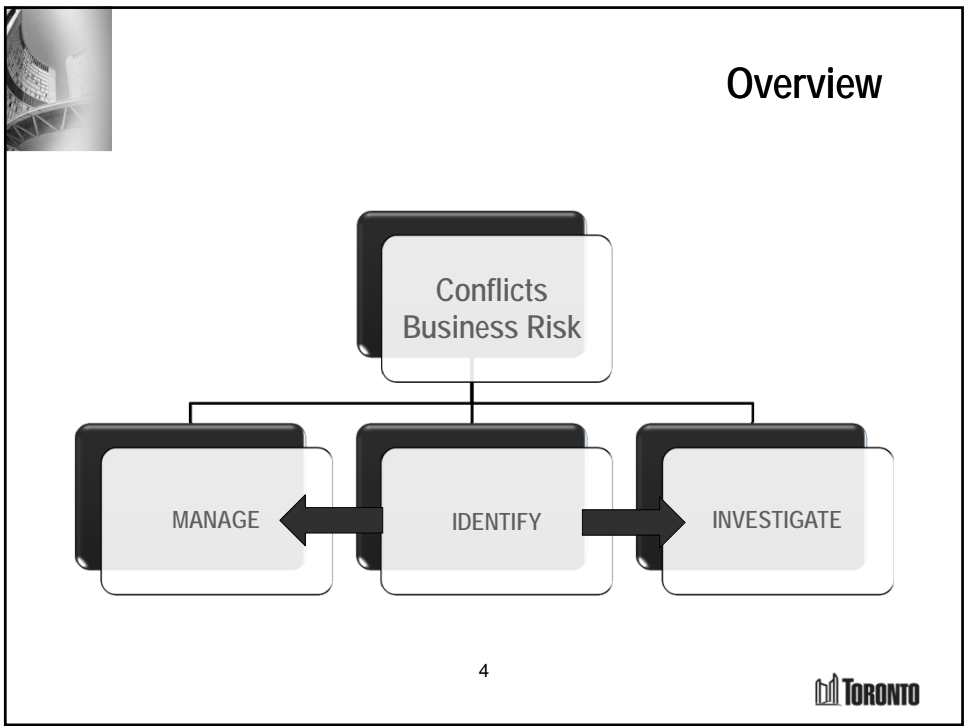 Overview
Conflicts
Business Risk
MANAGE
IDENTIFY
INVESTIGATE
4
TORONTO